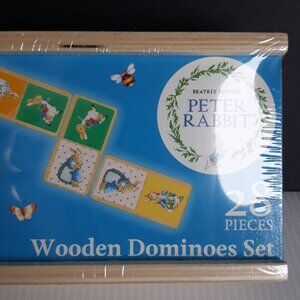 BEATRIX POTTER
PETER
RABBIT
28
PIECES
Wooden Dominoes Set